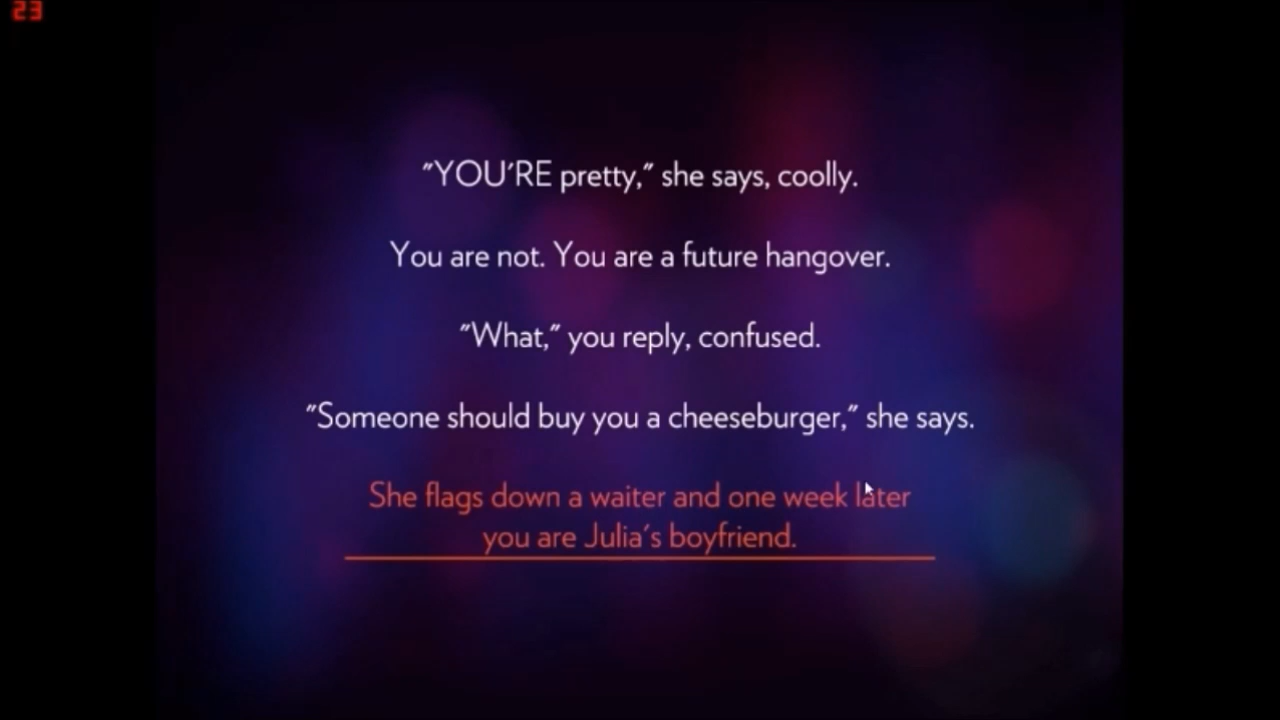 23
"YOU'RE pretty," she says, coolly.
You are not. You are a future hangover.
"What," you reply, confused.
"Someone should buy you a cheeseburger," she says.
She flags down a waiter and one week later
you are Julia's boyfriend.